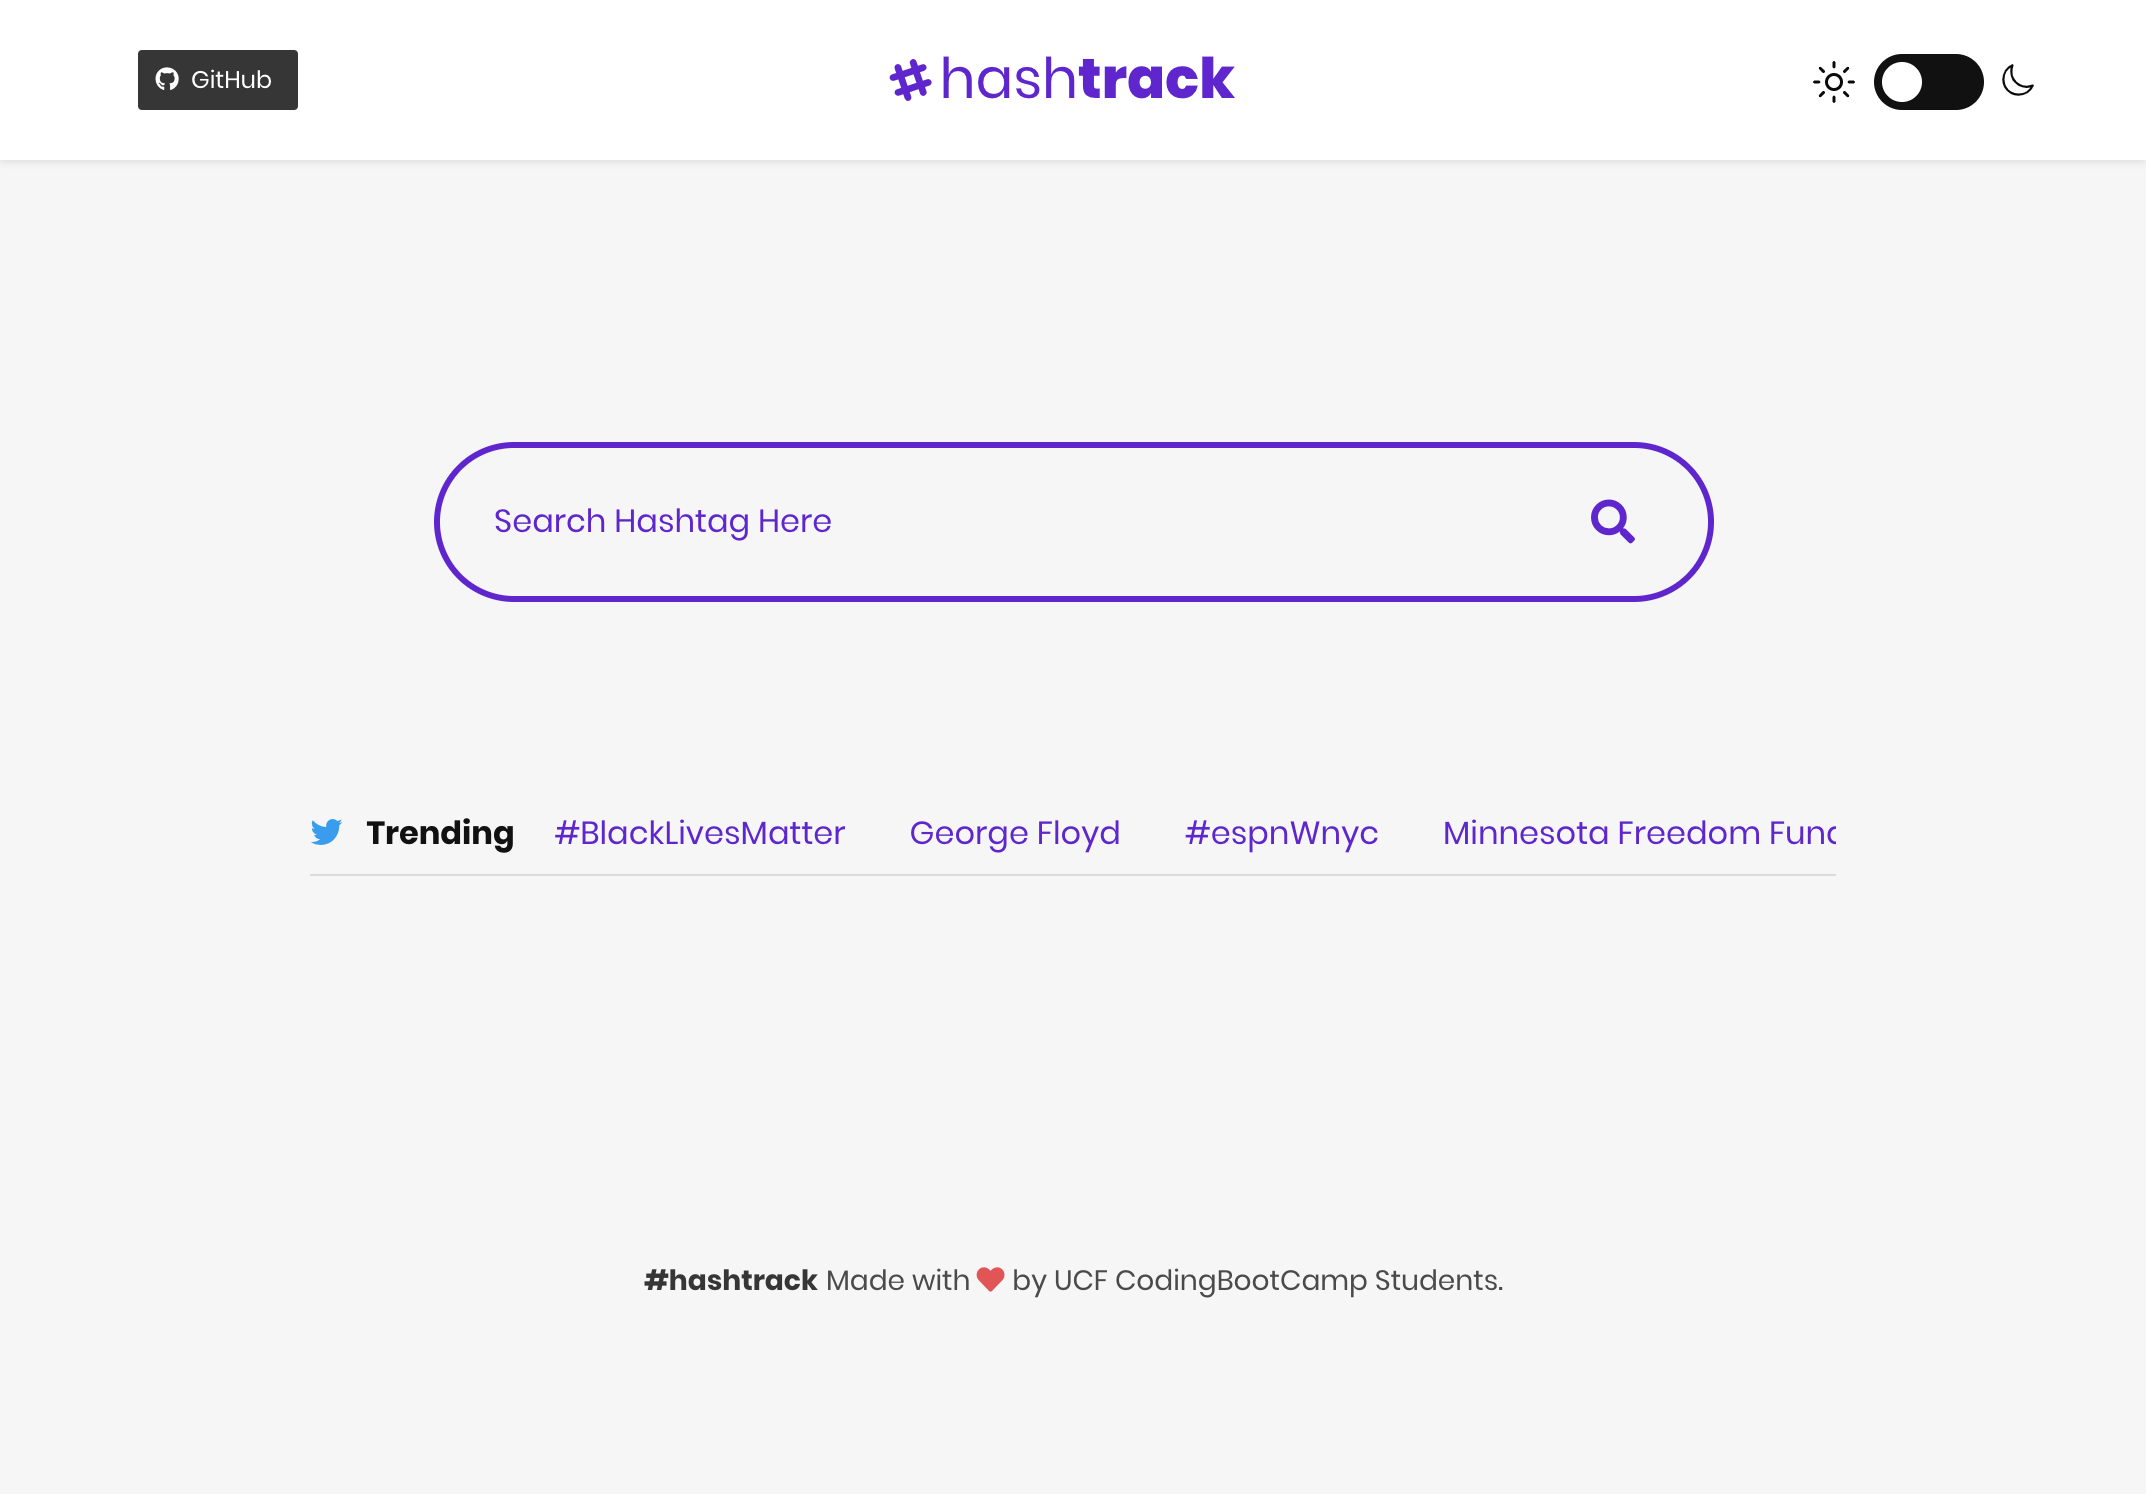 GitHub
#hashtrack
Search Hashtag Here
Trending #BlackLivesMatter George Floyd #espnWnyc Minnesota Freedom
#hashtrack Made with by UCF CodingBootCamp Students.